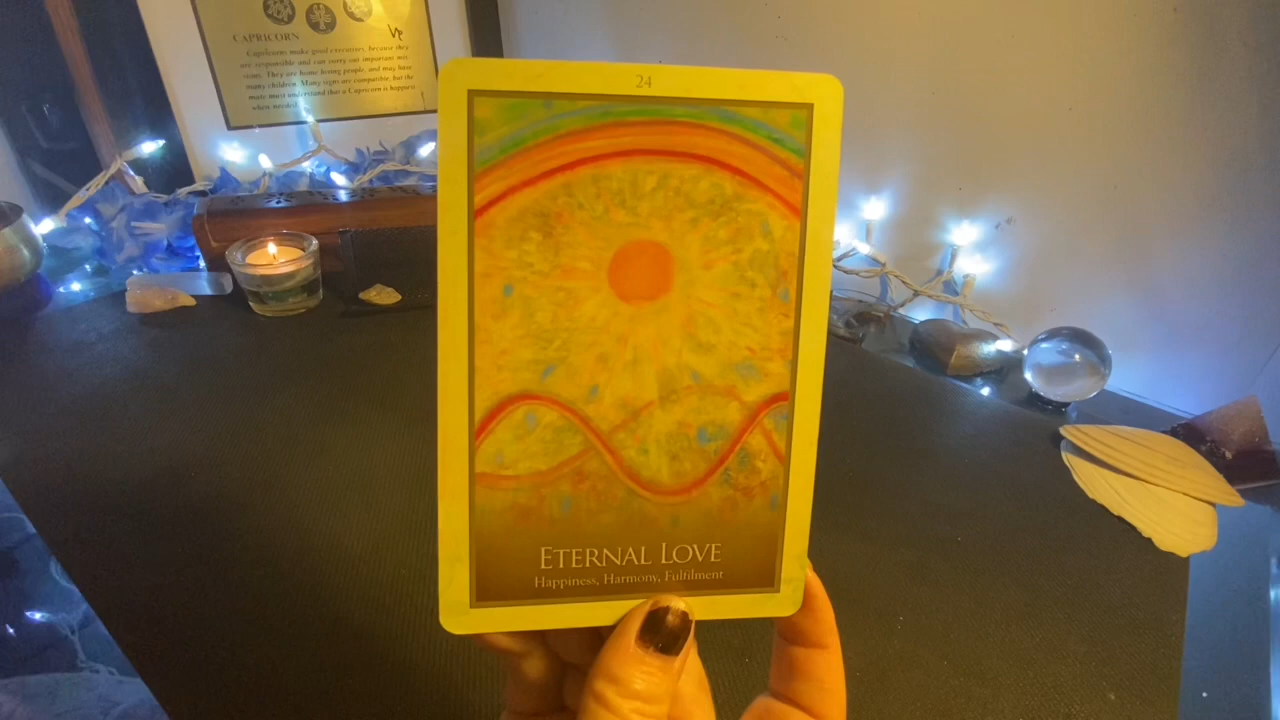 CAPRICORN
Capricorns make good executives, because they
are responsible and can carry out important mis-
sions. They are home loving people, and may have
many children. Many signs are compatible, but the
mate must understand that a Capricorn is happiest
when needed.
24
ETERNAL LOVE
Happiness, Harmony, Fulfilment